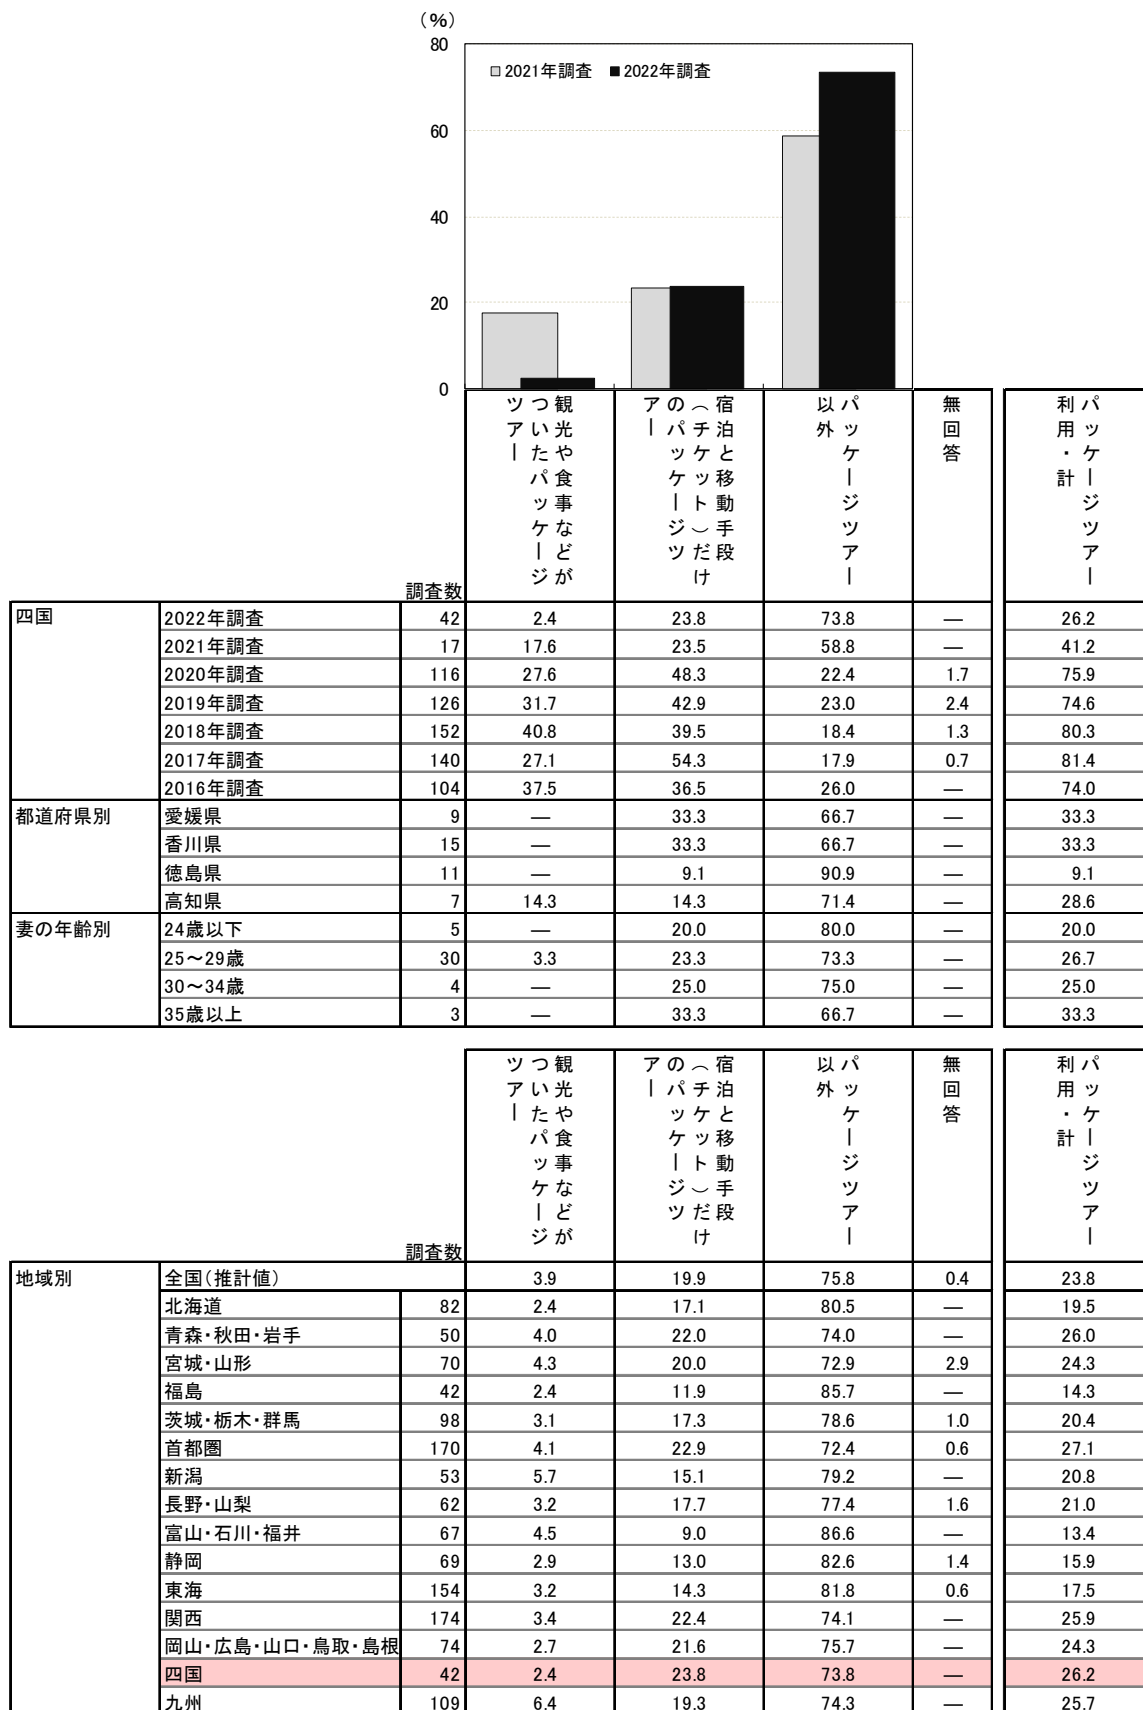 （%）
80
60
40
20
0
2021年調査 2022年調査
観光や食事などが
ついたパッケージ
ツアー
宿泊と移動手段
（チケット）だけ
のパッケージツ
アー
パッケージツアー
以外
無回答
パッケージツアー
利用・計
調査数
四国 2022年調査 42 2.4 23.8 73.8 ― 26.2
2021年調査 17 17.6 23.5 58.8 ― 41.2
2020年調査 116 27.6 48.3 22.4 1.7 75.9
2019年調査 126 31.7 42.9 23.0 2.4 74.6
2018年調査 152 40.8 39.5 18.4 1.3 80.3
2017年調査 140 27.1 54.3 17.9 0.7 81.4
2016年調査 104 37.5 36.5 26.0 ― 74.0
都道府県別 愛媛県 9 ― 33.3 66.7 ― 33.3
香川県 15 ― 33.3 66.7 ― 33.3
徳島県 11 ― 9.1 90.9 ― 9.1
高知県 7 14.3 14.3 71.4 ― 28.6
妻の年齢別 24歳以下 5 ― 20.0 80.0 ― 20.0
25～29歳 30 3.3 23.3 73.3 ― 26.7
30～34歳 4 ― 25.0 75.0 ― 25.0
35歳以上 3 ― 33.3 66.7 ― 33.3
観光や食事などが
ついたパッケージ
ツアー
宿泊と移動手段
（チケット）だけ
のパッケージツ
アー
パッケージツアー
以外
無回答
パッケージツアー
利用・計
調査数
地域別 全国（推計値） 3.9 19.9 75.8 0.4 23.8
北海道 82 2.4 17.1 80.5 ― 19.5
青森・秋田・岩手 50 4.0 22.0 74.0 ― 26.0
宮城・山形 70 4.3 20.0 72.9 2.9 24.3
福島 42 2.4 11.9 85.7 ― 14.3
茨城・栃木・群馬 98 3.1 17.3 78.6 1.0 20.4
首都圏 170 4.1 22.9 72.4 0.6 27.1
新潟 53 5.7 15.1 79.2 ― 20.8
長野・山梨 62 3.2 17.7 77.4 1.6 21.0
富山・石川・福井 67 4.5 9.0 86.6 ― 13.4
静岡 69 2.9 13.0 82.6 1.4 15.9
東海 154 3.2 14.3 81.8 0.6 17.5
関西 174 3.4 22.4 74.1 ― 25.9
岡山・広島・山口・鳥取・島根 74 2.7 21.6 75.7 ― 24.3
四国 42 2.4 23.8 73.8 ― 26.2
九州 109 6.4 19.3 74.3 ― 25.7